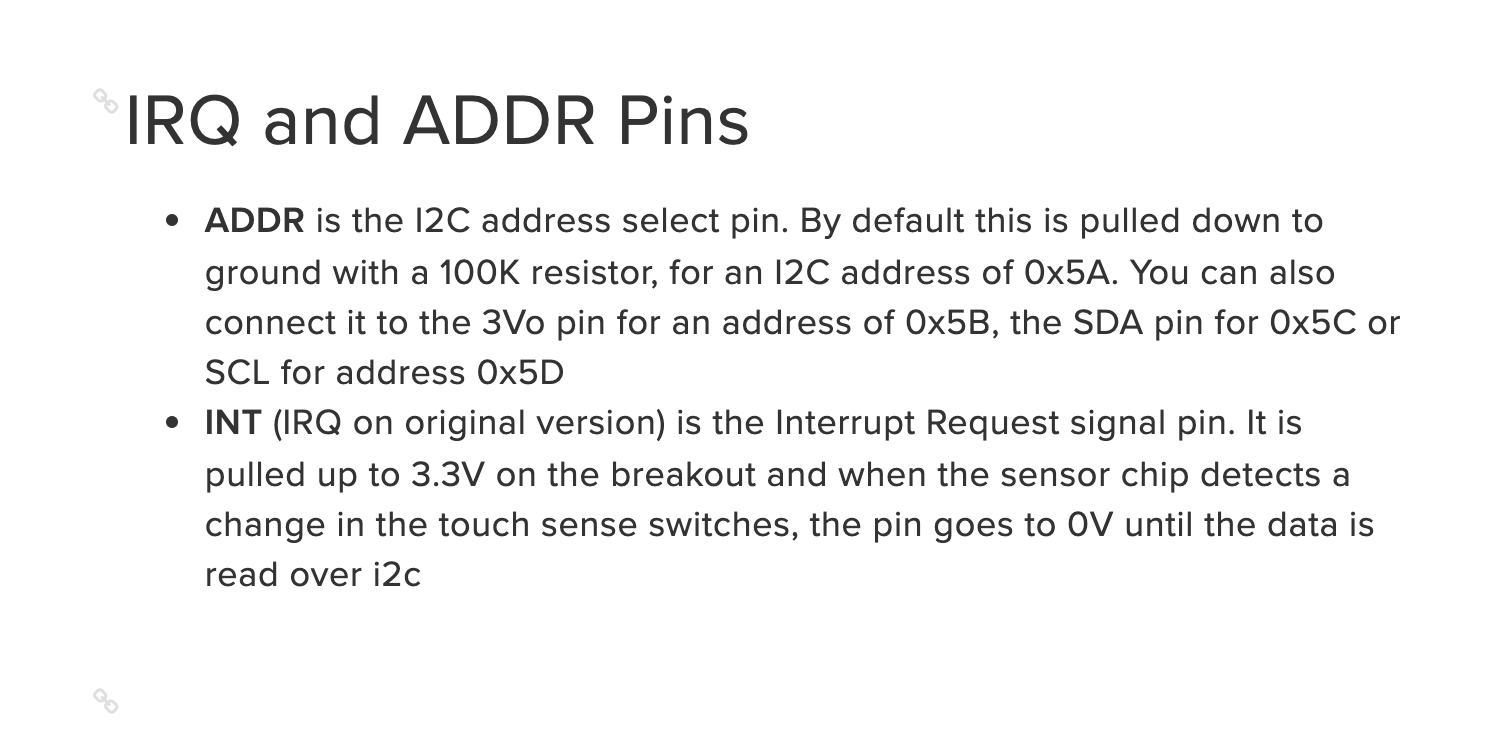 IRQ and ADDR Pins
ADDR is the I2C address select pin. By default this is pulled down to
ground with a 100K resistor, for an I2C address of 0x5A. You can also
connect it to the 3Vo pin for an address of 0x5B, the SDA pin for 0x5C or
SCL for address 0x5D
INT (IRQ on original version) is the Interrupt Request signal pin. It is
pulled up to 3.3V on the breakout and when the sensor chip detects a
change in the touch sense switches, the pin goes to 0V until the data is
read over i2c